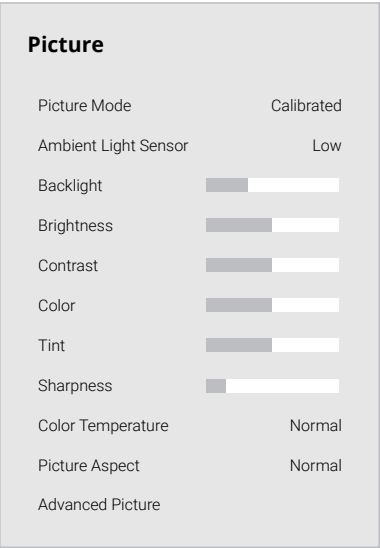 Picture
Picture Mode Calibrated
Ambient Light Sensor Low
Backlight
Brightness
Contrast
Color
Tint
Sharpness
Color Temperature Normal
Picture Aspect Normal
Advanced Picture